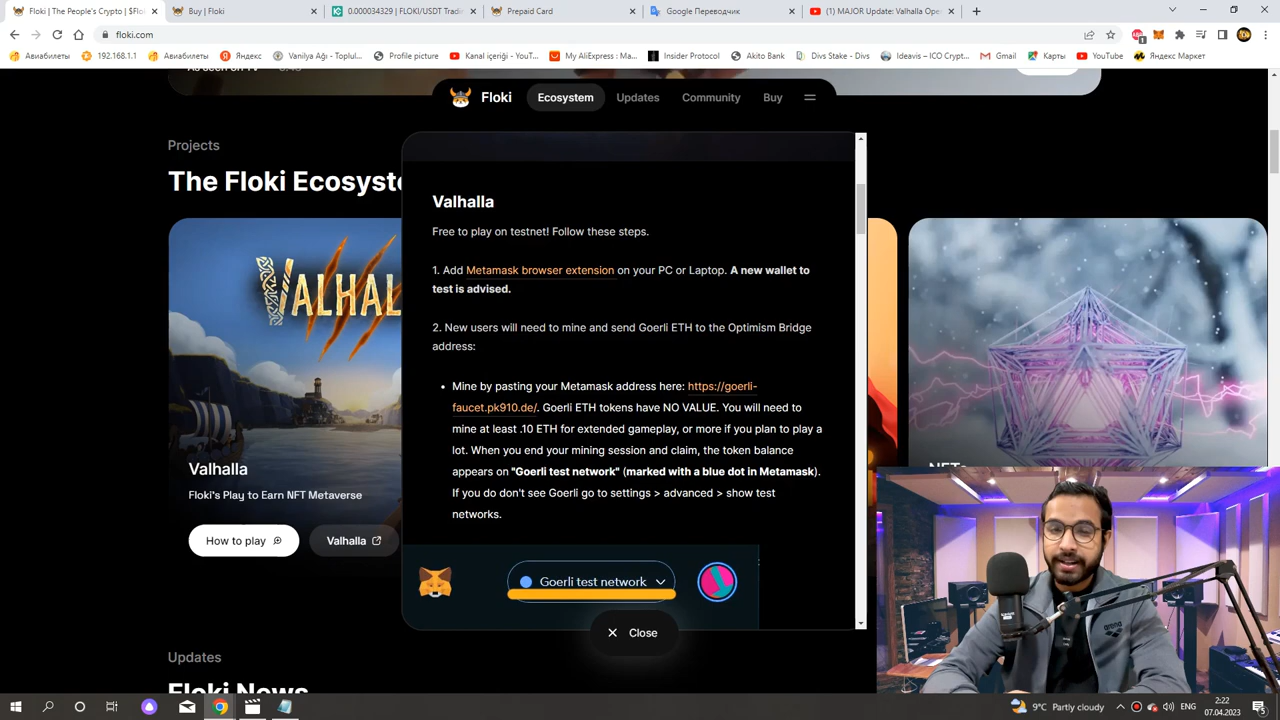 Floki | The People's Crypto | $Flok
Buy | Floki
0.000034329 | FLOKI/USDT Trad
Prepaid Card
Google Переводчик
(1) MAJOR Update: Valhalla Ope
floki.com
Авиабилеты
192.168.1.1
Авиабилеты
Яндекс
Vanilya Ağı - Toplul...
Profile picture
Kanal içeriği - YouT...
My AliExpress : Ma...
Insider Protocol
Akito Bank
Divs Stake - Divs
Ideavis – ICO Crypt...
Gmail
Карты
YouTube
Яндекс Маркет
Floki
Ecosystem
Updates
Community
Buy
Projects
The Floki Ecosyst
VALHAL
Valhalla
Floki's Play to Earn NFT Metaverse
How to play
Valhalla
Valhalla
Free to play on testnet! Follow these steps.
1. Add Metamask browser extension on your PC or Laptop. A new wallet to
test is advised.
2. New users will need to mine and send Goerli ETH to the Optimism Bridge
address:
• Mine by pasting your Metamask address here: https://goerli-
faucet.pk910.de/. Goerli ETH tokens have NO VALUE. You will need to
mine at least .10 ETH for extended gameplay, or more if you plan to play a
lot. When you end your mining session and claim, the token balance
appears on "Goerli test network" (marked with a blue dot in Metamask).
If you do don't see Goerli go to settings > advanced > show test
networks.
Goerli test network
Close
Updates
Floki News
arena
9°C Partly cloudy
ENG
2:22
07.04.2023